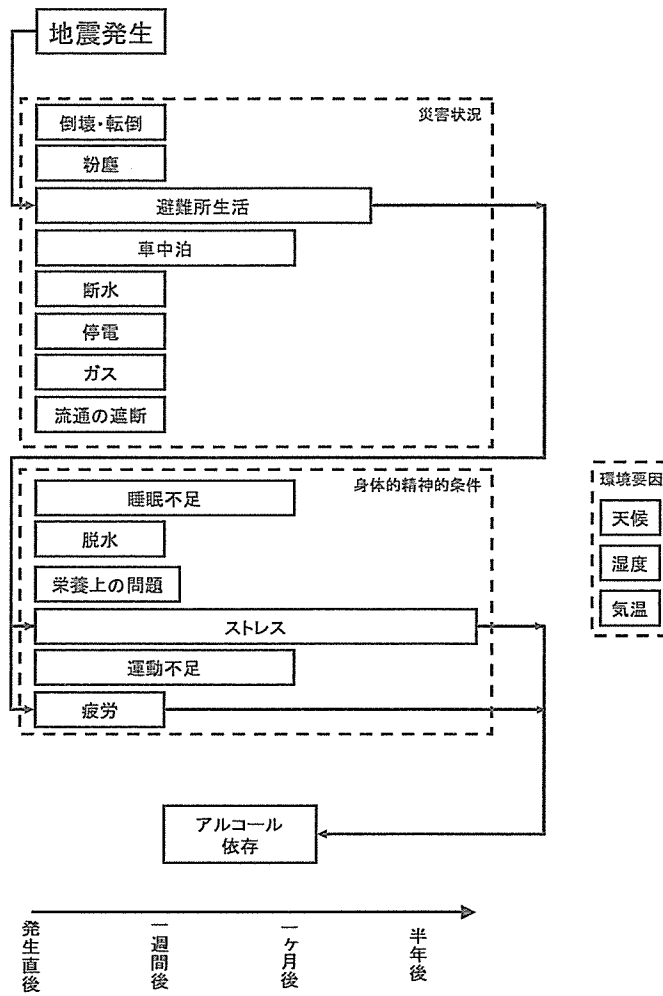 地震発生
災害状況
倒壊・転倒
粉塵
避難所生活
車中泊
断水
停電
ガス
流通の遮断
身体的精神的条件
睡眠不足
脱水
栄養上の問題
ストレス
運動不足
疲労
環境要因
天候
湿度
気温
アルコール
依存
発生直後
一週間後
一ヶ月後
半年後